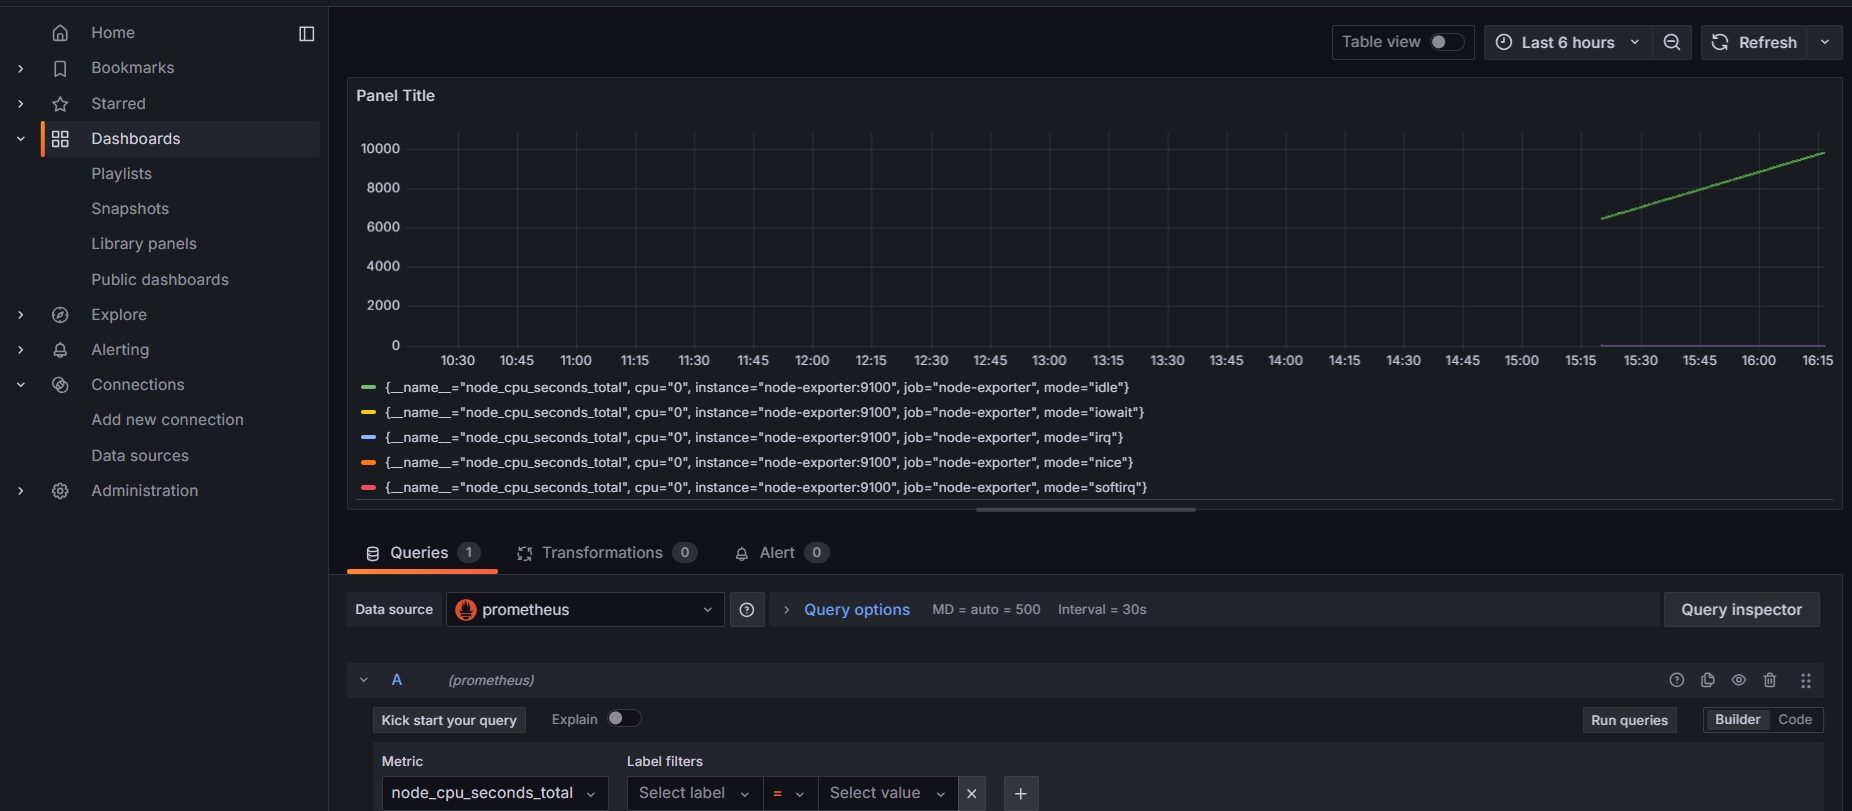 Home
Bookmarks
Starred
Dashboards
Playlists
Snapshots
Library panels
Public dashboards
Explore
Alerting
Connections
Add new connection
Data sources
Administration
Table view
Last 6 hours
Refresh
Panel Title
10000
8000
6000
4000
2000
0
10:30 10:45 11:00 11:15 11:30 11:45 12:00 12:15 12:30 12:45 13:00 13:15 13:30 13:45 14:00 14:15 14:30 14:45 15:00 15:15 15:30 15:45 16:00 16:15
{__name__="node_cpu_seconds_total", cpu="0", instance="node-exporter:9100", job="node-exporter", mode="idle"}
{__name__="node_cpu_seconds_total", cpu="0", instance="node-exporter:9100", job="node-exporter", mode="iowait"}
{__name__="node_cpu_seconds_total", cpu="0", instance="node-exporter:9100", job="node-exporter", mode="irq"}
{__name__="node_cpu_seconds_total", cpu="0", instance="node-exporter:9100", job="node-exporter", mode="nice"}
{__name__="node_cpu_seconds_total", cpu="0", instance="node-exporter:9100", job="node-exporter", mode="softirq"}
Queries 1 Transformations 0 Alert 0
Data source prometheus Query options MD = auto = 500 Interval = 30s Query inspector
A (prometheus)
Kick start your query Explain Run queries Builder Code
Metric Label filters
node_cpu_seconds_total Select label = Select value